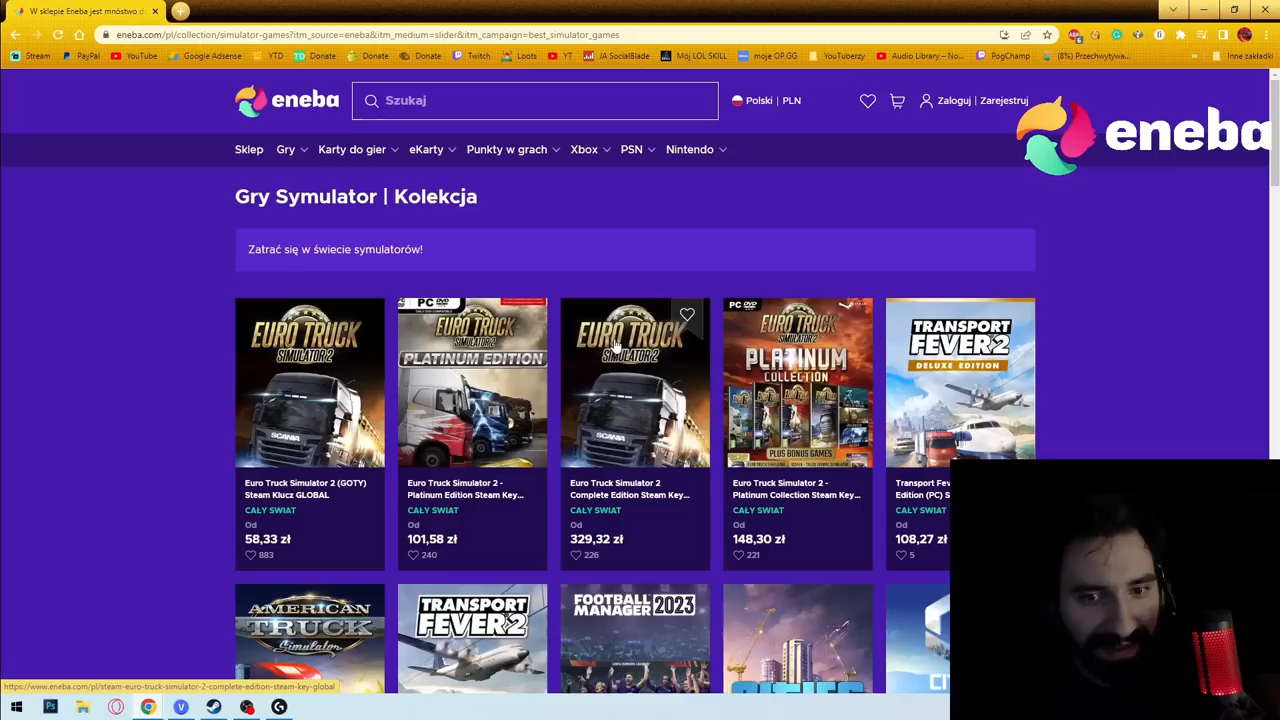 W sklepie Eneba jest mnóstwo d
eneba.com/pl/collection/simulator-games?itm_source=eneba&itm_medium=slider&itm_campaign=best_simulator_games
Stream PayPal YouTube Google Adsense YTD Donate Donate Donate Twitch Loots YT JA SocialBlade Mój LOL SKILL moje OP.GG YouTuberzy Audio Library – No... PogChamp (8%) Przechwytywa... Inne zakładki
eneba
Szukaj
Polski | PLN
Zaloguj | Zarejestruj
eneba
Sklep Gry Karty do gier eKarty Punkty w grach Xbox PSN Nintendo
Gry Symulator | Kolekcja
Zatrać się w świecie symulatorów!
EURO TRUCK
SIMULATOR 2
SCANIA
Euro Truck Simulator 2 (GOTY)
Steam Klucz GLOBAL
CAŁY ŚWIAT
Od
58,33 zł
883
PC DVD
EURO TRUCK
SIMULATOR 2
PLATINUM EDITION
Euro Truck Simulator 2 -
Platinum Edition Steam Key...
CAŁY ŚWIAT
Od
101,58 zł
240
EURO TRUCK
SIMULATOR 2
SCANIA
Euro Truck Simulator 2
Complete Edition Steam Key...
CAŁY ŚWIAT
Od
329,32 zł
226
PC DVD
EURO TRUCK
SIMULATOR 2
PLATINUM
COLLECTION
PLUS BONUS GAMES
Euro Truck Simulator 2 -
Platinum Collection Steam Key...
CAŁY ŚWIAT
Od
148,30 zł
221
TRANSPORT
FEVER 2
DELUXE EDITION
Transport Fev
Edition (PC) S
CAŁY ŚWIAT
Od
108,27 zł
5
AMERICAN
TRUCK
Simulator
TRANSPORT
FEVER 2
FOOTBALL
MANAGER 2023
CITIES
CI
https://www.eneba.com/pl/steam-euro-truck-simulator-2-complete-edition-steam-key-global